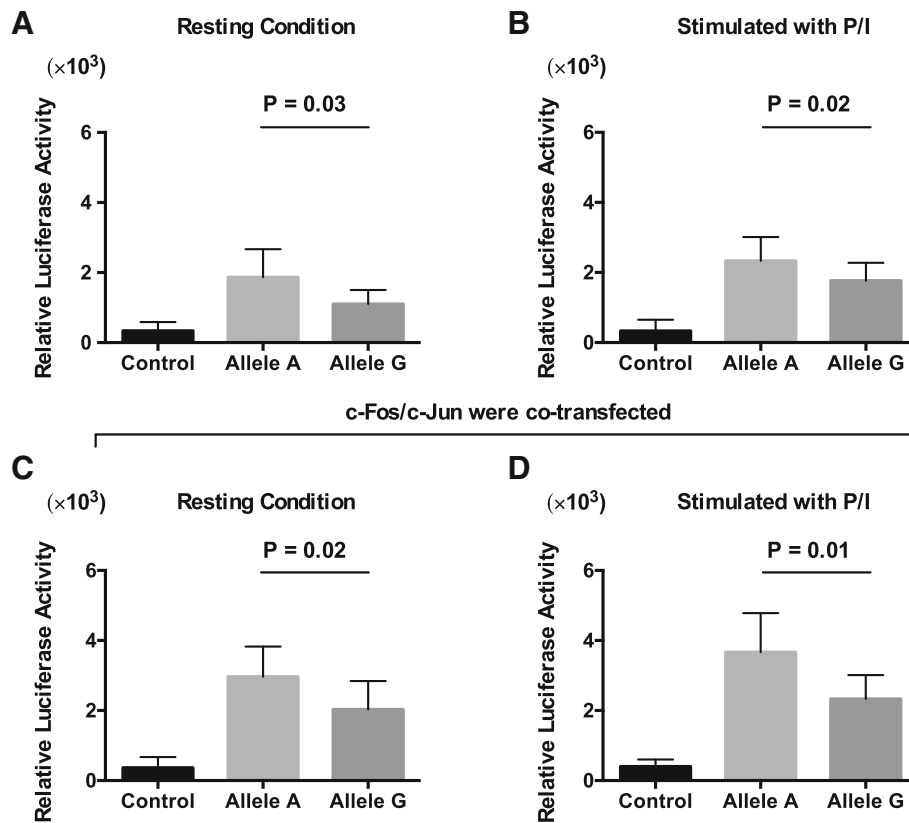 A
Resting Condition
(×10³)
Relative Luciferase Activity
P = 0.03
6
4
2
0
Control
Allele A
Allele G
B
Stimulated with P/I
(×10³)
Relative Luciferase Activity
P = 0.02
6
4
2
0
Control
Allele A
Allele G
c-Fos/c-Jun were co-transfected
C
Resting Condition
(×10³)
Relative Luciferase Activity
P = 0.02
6
4
2
0
Control
Allele A
Allele G
D
Stimulated with P/I
(×10³)
Relative Luciferase Activity
P = 0.01
6
4
2
0
Control
Allele A
Allele G